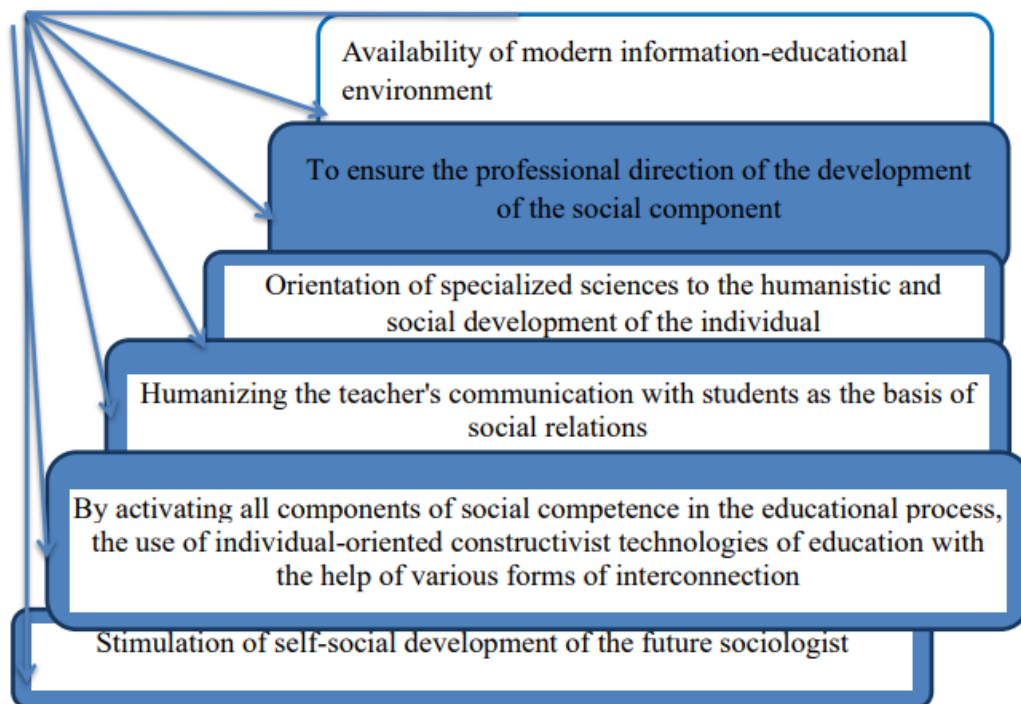 Availability of modern information-educational
environment
To ensure the professional direction of the development
of the social component
Orientation of specialized sciences to the humanistic and
social development of the individual
Humanizing the teacher's communication with students as the basis of
social relations
By activating all components of social competence in the educational process,
the use of individual-oriented constructivist technologies of education with
the help of various forms of interconnection
Stimulation of self-social development of the future sociologist